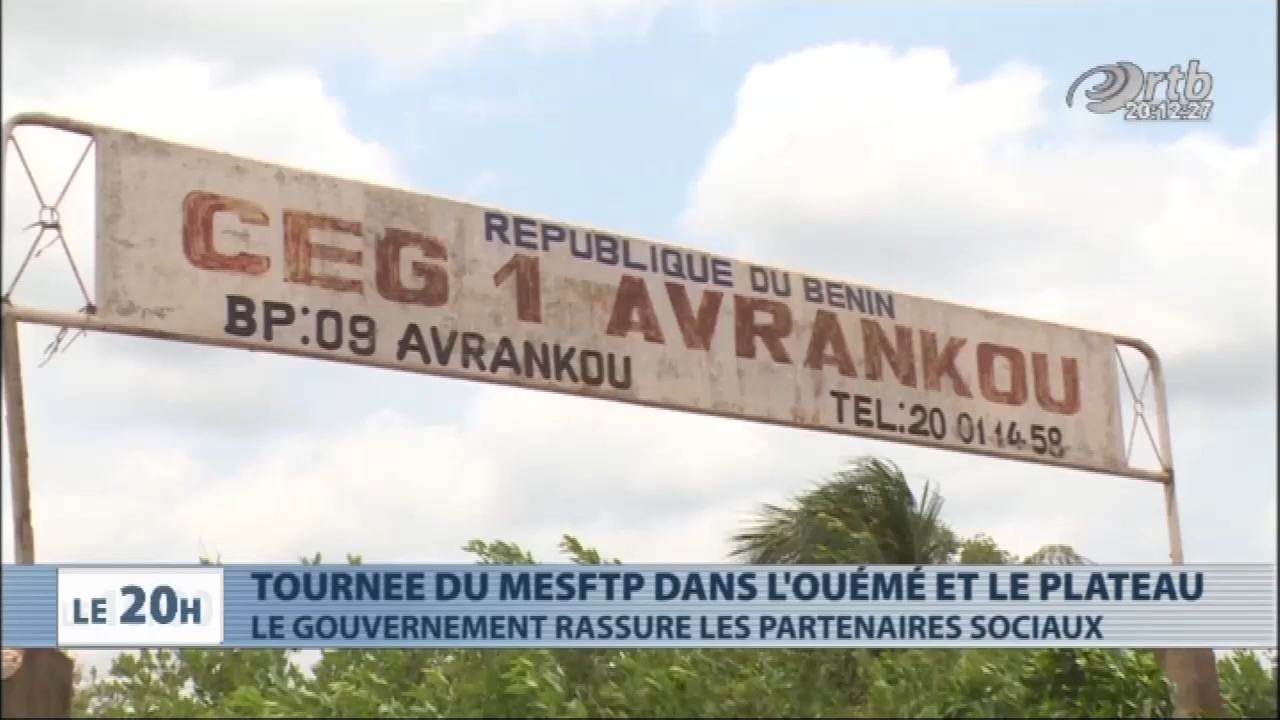 Ortb
20:12:27
REPUBLIQUE DU BENIN
CEG 1 AVRANKOU
BP:09 AVRANKOU
TEL:20 01 14 58
LE 20H
TOURNEE DU MESFTP DANS L'OUÉMÉ ET LE PLATEAU
LE GOUVERNEMENT RASSURE LES PARTENAIRES SOCIAUX